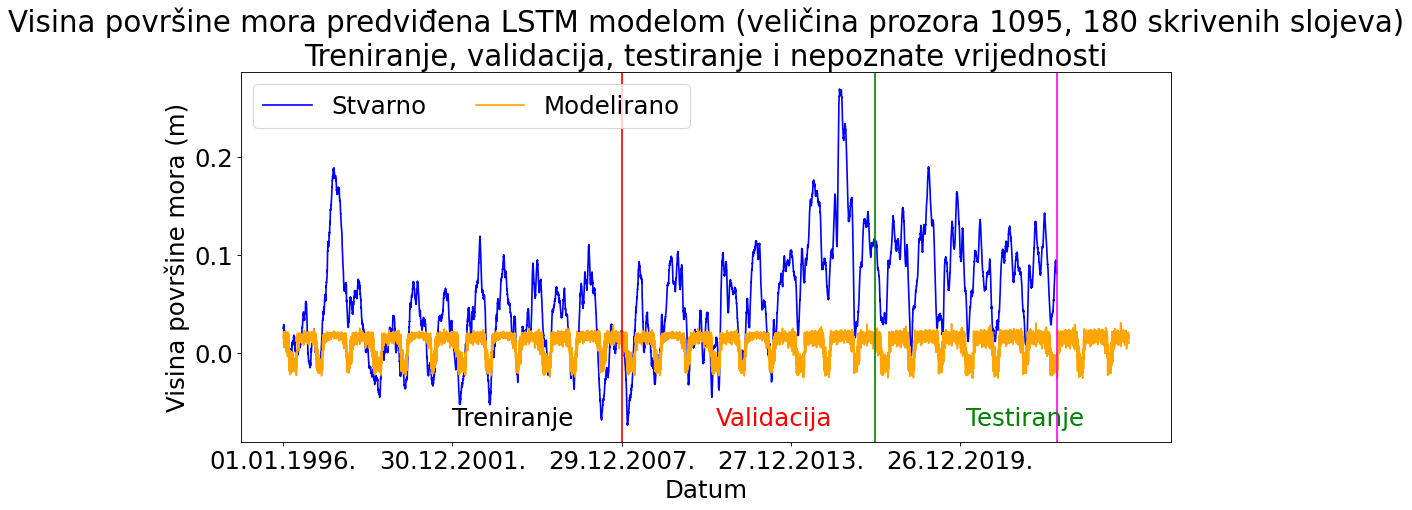 Visina površine mora predviđena LSTM modelom (veličina prozora 1095, 180 skrivenih slojeva)
Treniranje, validacija, testiranje i nepoznate vrijednosti
Stvarno
Modelirano
Visina površine mora (m)
0.2
0.1
0.0
Treniranje
Validacija
Testiranje
01.01.1996.
30.12.2001.
29.12.2007.
27.12.2013.
26.12.2019.
Datum